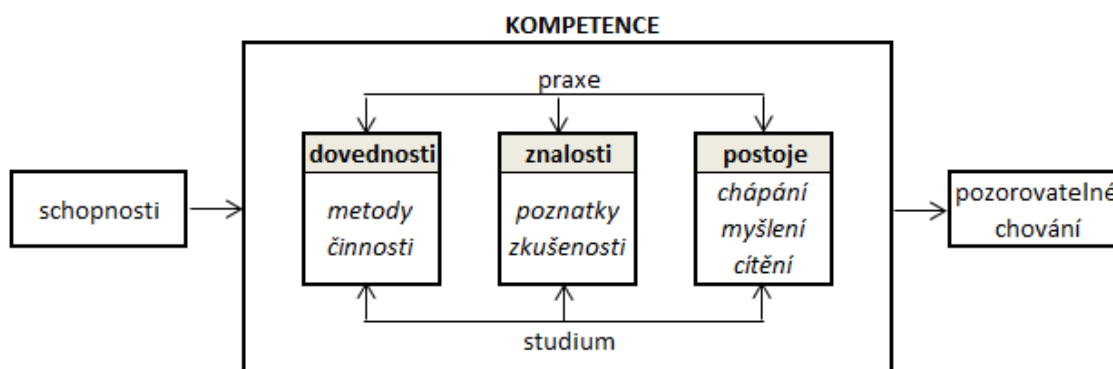 KOMPETENCE
praxe
dovednosti
znalosti
postoje
schopnosti
metody
činnosti
poznatky
zkušenosti
chápání
myšlení
cítění
pozorovatelné
chování
studium